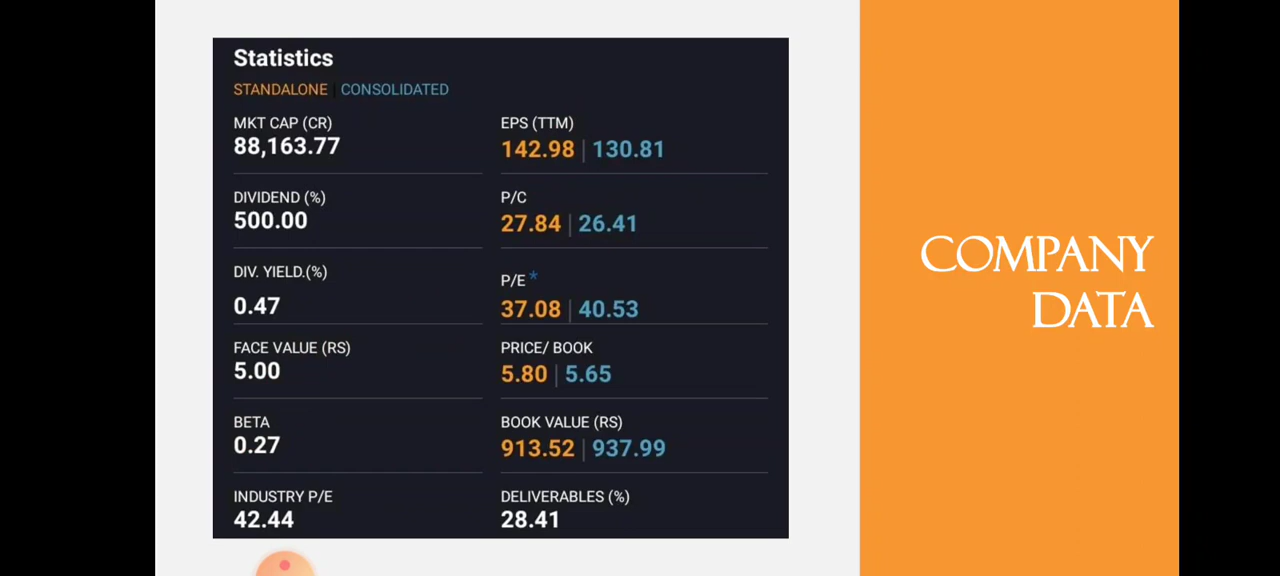 Statistics
STANDALONE | CONSOLIDATED
MKT CAP (CR)
88,163.77
EPS (TTM)
142.98 | 130.81
DIVIDEND (%)
500.00
P/C
27.84 | 26.41
DIV. YIELD.(%)
0.47
P/E *
37.08 | 40.53
FACE VALUE (RS)
5.00
PRICE/ BOOK
5.80 | 5.65
BETA
0.27
BOOK VALUE (RS)
913.52 | 937.99
INDUSTRY P/E
42.44
DELIVERABLES (%)
28.41
COMPANY
DATA